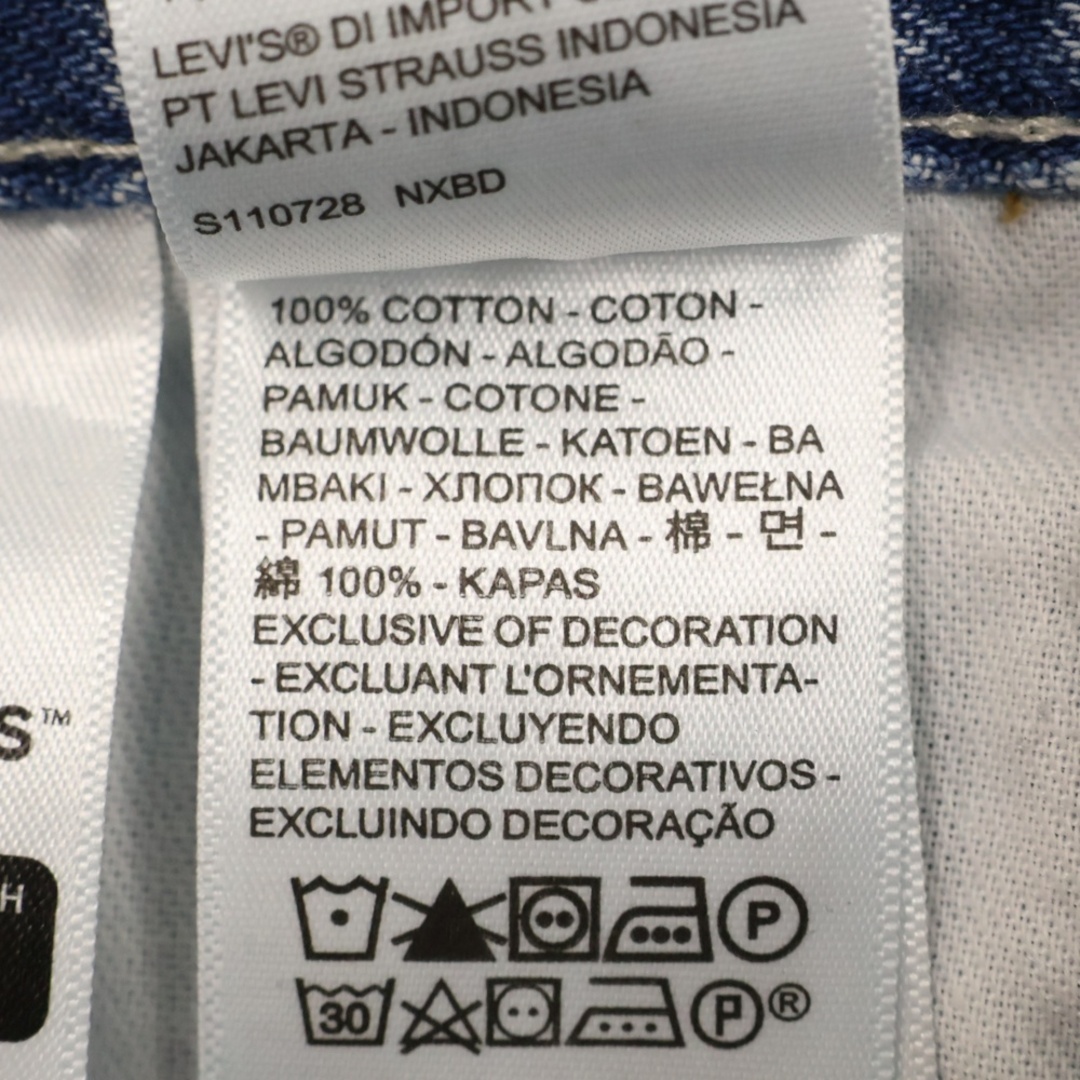 LEVI'S® DI IMPORT
PT LEVI STRAUSS INDONESIA
JAKARTA - INDONESIA
S110728 NXBD
100% COTTON - COTON -
ALGODÓN - ALGODÃO -
PAMUK - COTONE -
BAUMWOLLE - KATOEN - BA
MBAKI - ХЛОПОК - BAWEŁNA
- PAMUT - BAVLNA - 棉 - 면 -
綿 100% - KAPAS
EXCLUSIVE OF DECORATION
- EXCLUANT L'ORNEMENTA-
TION - EXCLUYENDO
ELEMENTOS DECORATIVOS -
EXCLUINDO DECORAÇÃO
P
30 P ®
S™
H